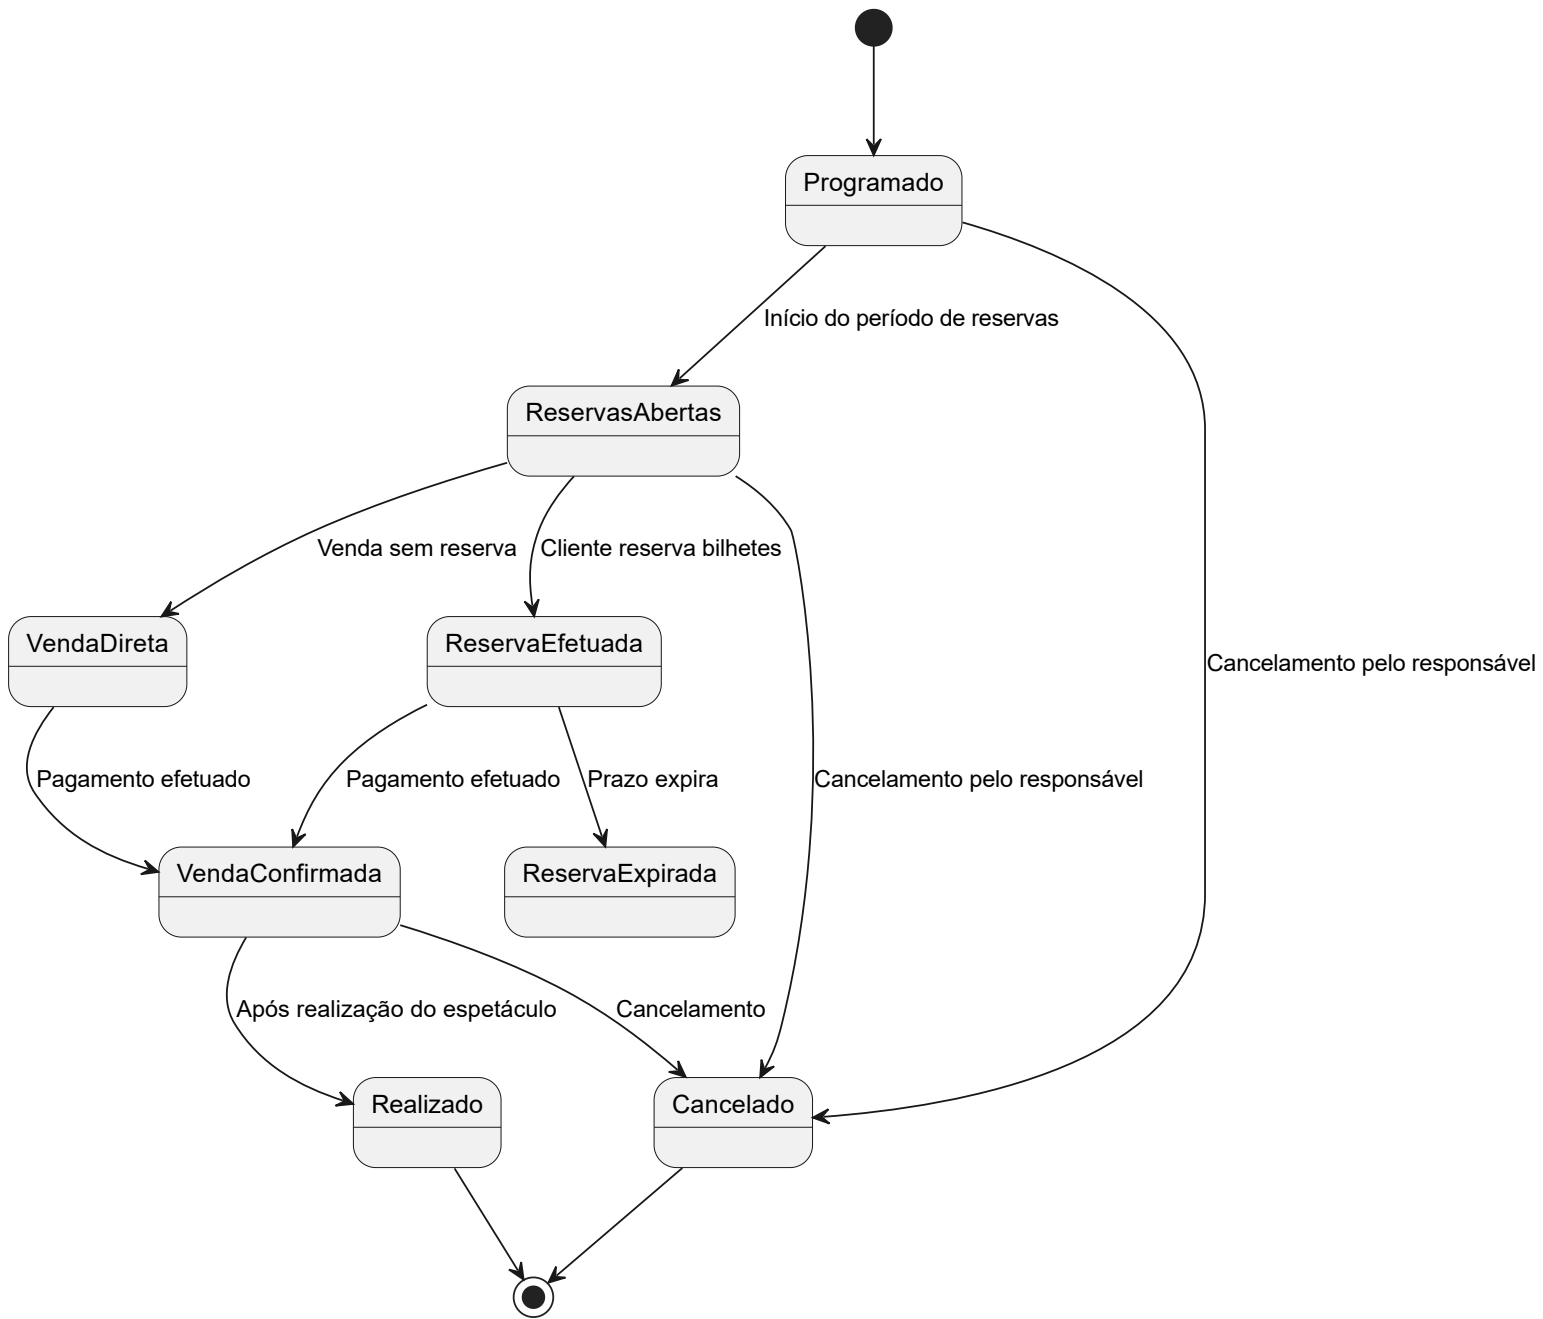 Programado
Início do período de reservas
ReservasAbertas
Venda sem reserva
Cliente reserva bilhetes
VendaDireta
ReservaEfetuada
Cancelamento pelo responsável
Pagamento efetuado
Pagamento efetuado
Prazo expira
Cancelamento pelo responsável
VendaConfirmada
ReservaExpirada
Após realização do espetáculo
Cancelamento
Realizado
Cancelado